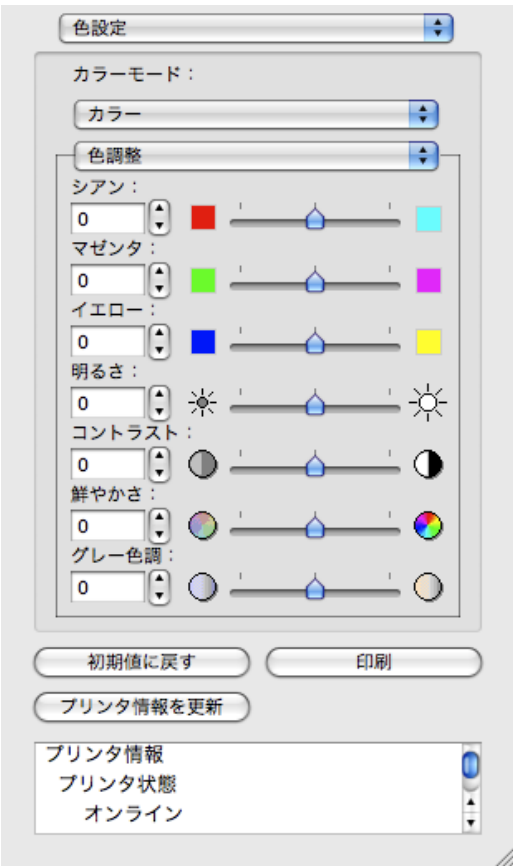 色設定
カラーモード：
カラー
色調整
シアン：
0
マゼンタ：
0
イエロー：
0
明るさ：
0
コントラスト：
0
鮮やかさ：
0
グレー色調：
0
初期値に戻す 印刷
プリンタ情報を更新
プリンタ情報
プリンタ状態
オンライン